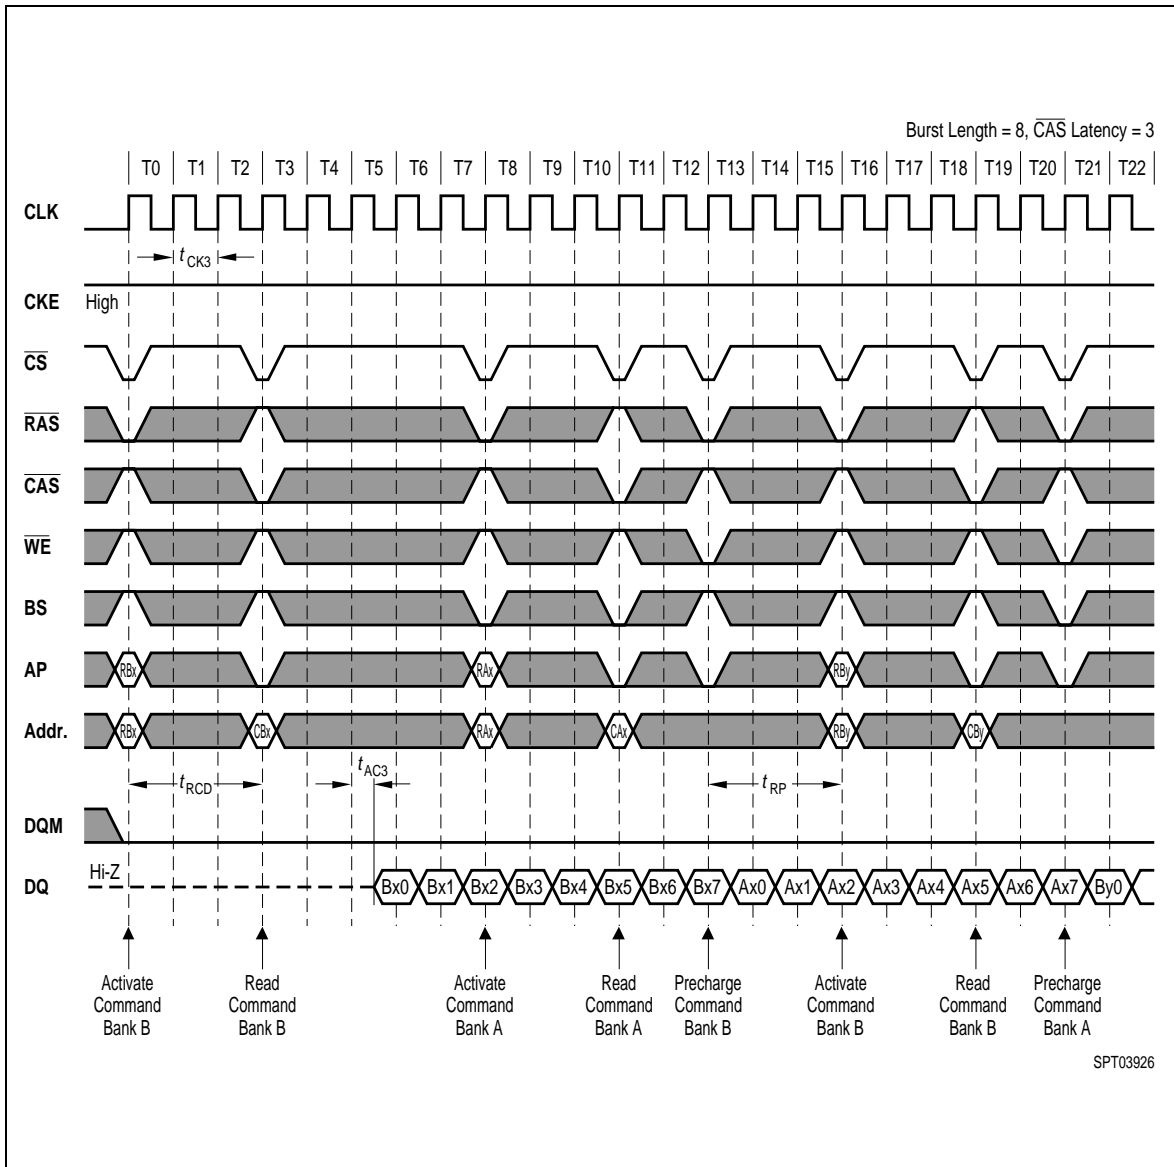 Burst Length = 8, CAS Latency = 3
T0 T1 T2 T3 T4 T5 T6 T7 T8 T9 T10 T11 T12 T13 T14 T15 T16 T17 T18 T19 T20 T21 T22
CLK
t CK3
CKE High
CS
RAS
CAS
WE
BS
AP RBx RAx RBy
Addr. RBx CBx RAx CAx RBy CBy
t RCD t AC3 t RP
DQM
Hi-Z
DQ Bx0 Bx1 Bx2 Bx3 Bx4 Bx5 Bx6 Bx7 Ax0 Ax1 Ax2 Ax3 Ax4 Ax5 Ax6 Ax7 By0
Activate Command Bank B
Read Command Bank B
Activate Command Bank A
Read Command Bank A
Precharge Command Bank B
Activate Command Bank B
Read Command Bank B
Precharge Command Bank A
SPT03926